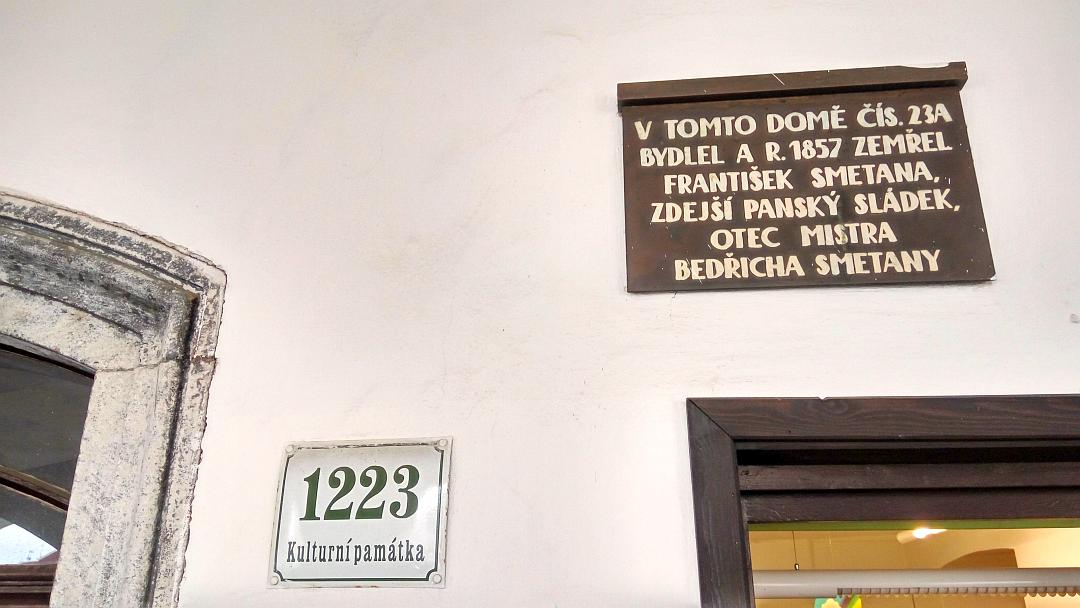 V TOMTO DOMĚ ČÍS. 23A
BYDLEL A R. 1857 ZEMŘEL
FRANTIŠEK SMETANA,
ZDEJŠÍ PANSKÝ SLÁDEK,
OTEC MISTRA
BEDŘICHA SMETANY
1223
Kulturní památka